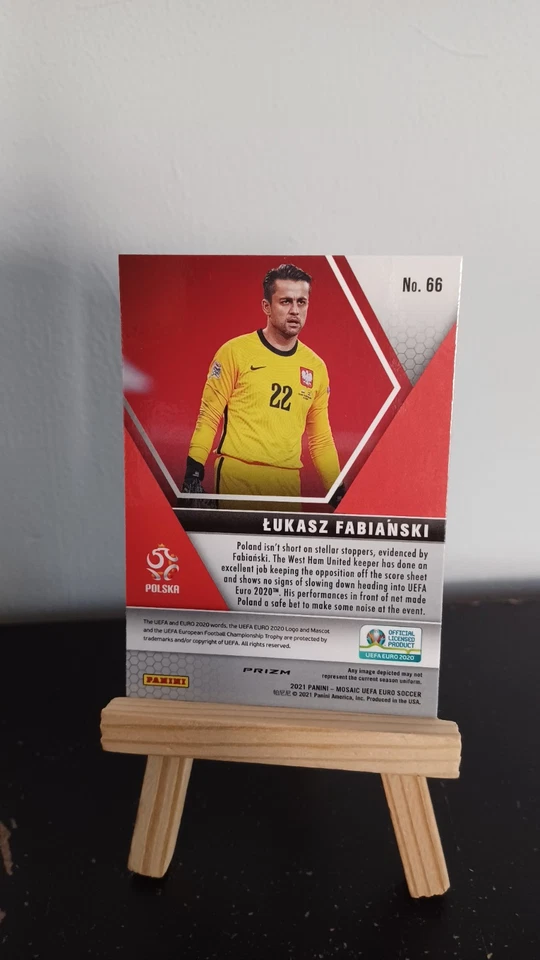 No. 66
22
ŁUKASZ FABIAŃSKI
Poland isn't short on stellar stoppers, evidenced by
Fabiański. The West Ham United keeper has done an
excellent job keeping the opposition off the score sheet
and shows no signs of slowing down heading into UEFA
Euro 2020™. His performances in front of net made
Poland a safe bet to make some noise at the event.
POLSKA
The UEFA and EURO 2020 words, the UEFA EURO 2020 Logo and Mascot
and the UEFA European Football Championship Trophy are protected by
trademarks and/or copyright of UEFA. All rights reserved.
OFFICIAL
LICENSED
PRODUCT
UEFA EURO 2020
PANINI
PRIZM
Any image depicted may not
represent the current season uniform.
2021 PANINI – MOSAIC UEFA EURO SOCCER
© 2021 Panini America, Inc. Produced in the USA.